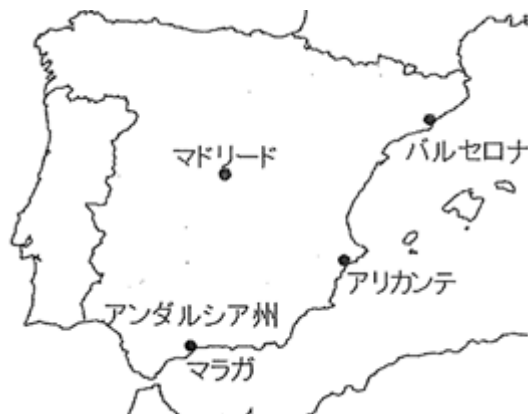 バルセロナ
マドリード
アリカンテ
アンダルシア州
マラガ